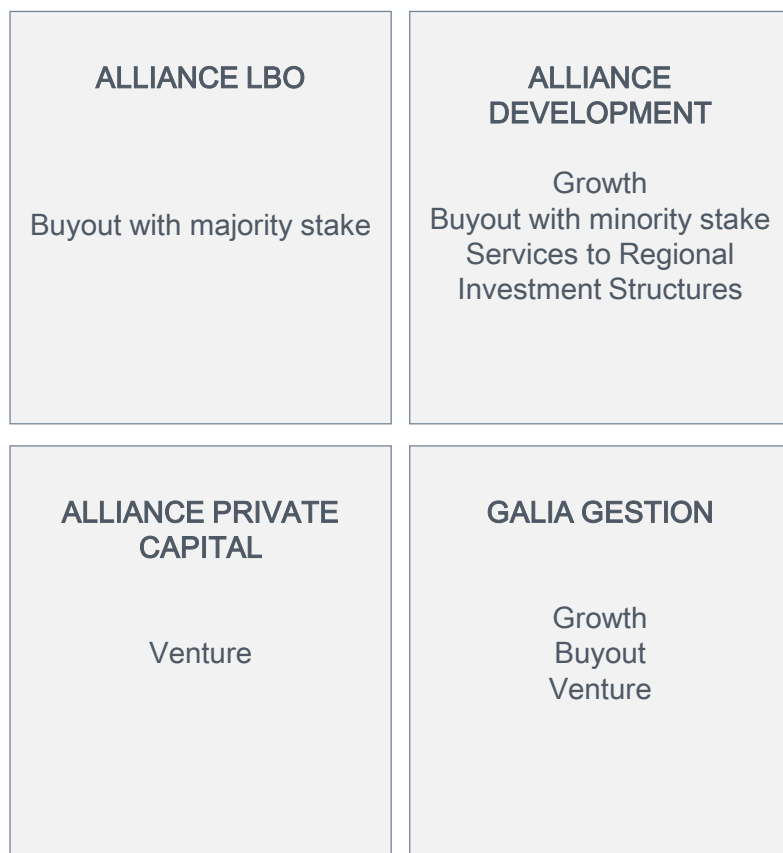 ALLIANCE LBO
Buyout with majority stake
ALLIANCE
DEVELOPMENT
Growth
Buyout with minority stake
Services to Regional
Investment Structures
ALLIANCE PRIVATE
CAPITAL
Venture
GALIA GESTION
Growth
Buyout
Venture